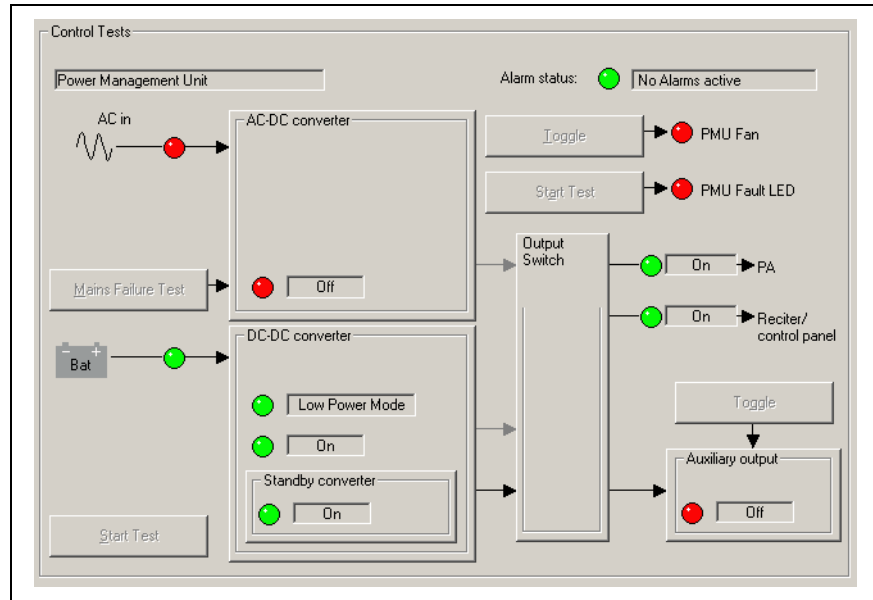 Control Tests
Power Management Unit
Alarm status:
No Alarms active
AC in
AC-DC converter
Toggle
PMU Fan
Start Test
PMU Fault LED
Mains Failure Test
Off
Output
Switch
On
PA
On
Reciter/
control panel
Bat
DC-DC converter
Low Power Mode
On
Standby converter
On
Start Test
Toggle
Auxiliary output
Off